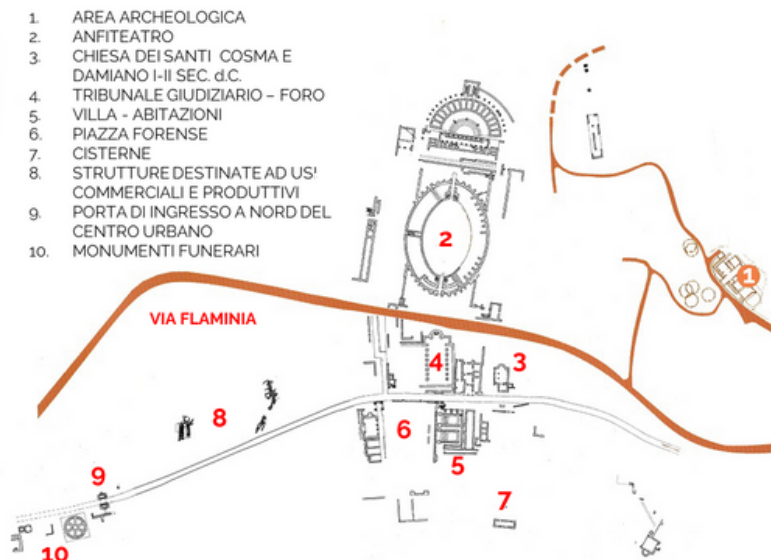 1. AREA ARCHEOLOGICA
2. ANFITEATRO
3. CHIESA DEI SANTI COSMA E
DAMIANO I-II SEC. d.C.
4. TRIBUNALE GIUDIZIARIO – FORO
5. VILLA - ABITAZIONI
6. PIAZZA FORENSE
7. CISTERNE
8. STRUTTURE DESTINATE AD US'
COMMERCIALI E PRODUTTIVI
9. PORTA DI INGRESSO A NORD DEL
CENTRO URBANO
10. MONUMENTI FUNERARI
2
1
VIA FLAMINIA
4
3
8
6
5
9
7
10